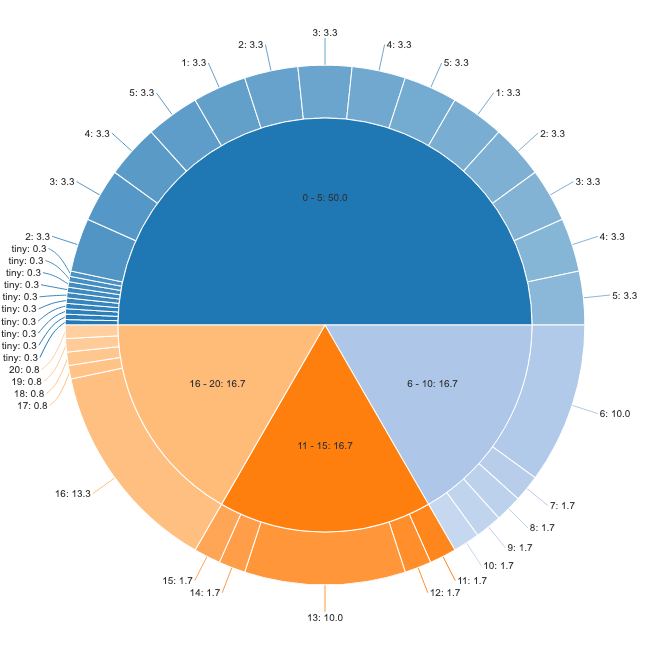 3: 3.3
2: 3.3
4: 3.3
1: 3.3
5: 3.3
5: 3.3
1: 3.3
4: 3.3
2: 3.3
3: 3.3
3: 3.3
0 - 5: 50.0
2: 3.3
4: 3.3
tiny: 0.3
tiny: 0.3
tiny: 0.3
tiny: 0.3
tiny: 0.3
5: 3.3
tiny: 0.3
tiny: 0.3
tiny: 0.3
tiny: 0.3
tiny: 0.3
20: 0.8
19: 0.8
16 - 20: 16.7
6 - 10: 16.7
18: 0.8
17: 0.8
6: 10.0
11 - 15: 16.7
16: 13.3
7: 1.7
8: 1.7
9: 1.7
10: 1.7
15: 1.7
11: 1.7
14: 1.7
12: 1.7
13: 10.0